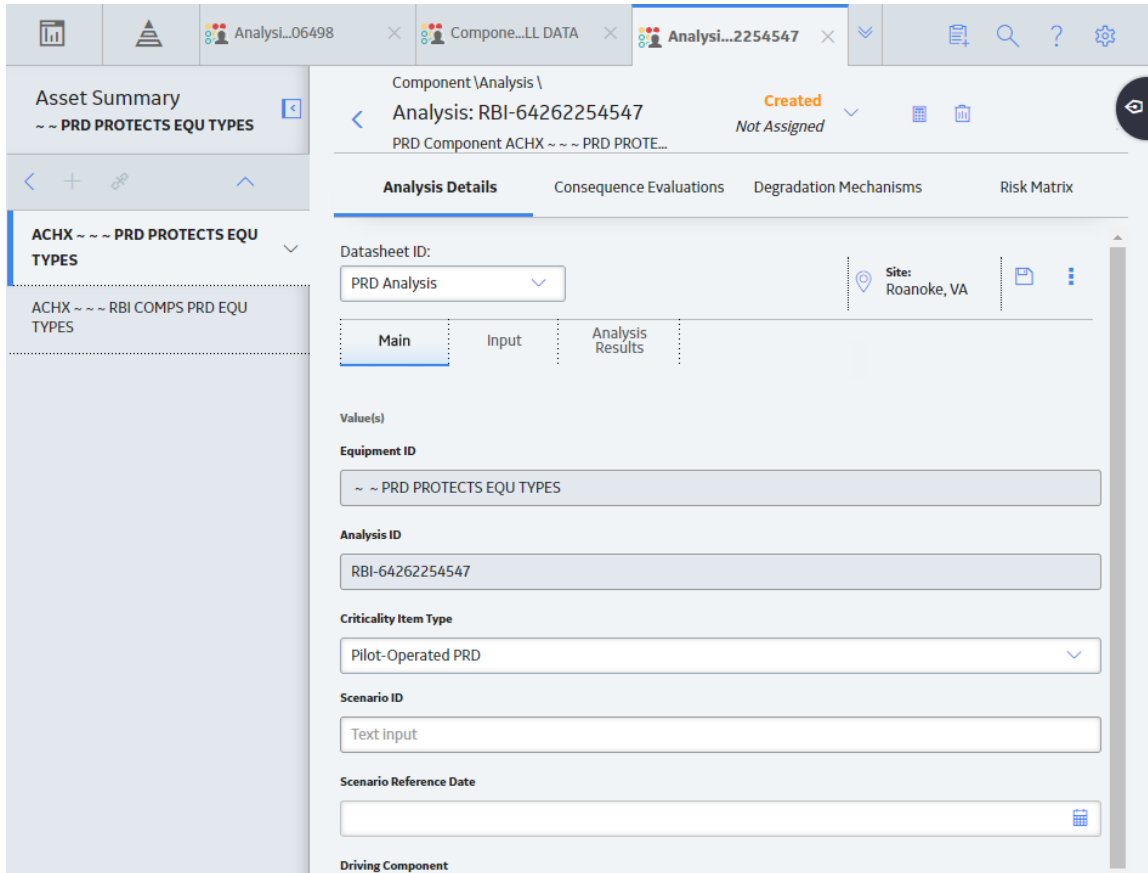 Analysi...06498
Compone...LL DATA
Analysi...2254547
Asset Summary
~ ~ PRD PROTECTS EQU TYPES
ACHX ~ ~ ~ PRD PROTECTS EQU
TYPES
ACHX ~ ~ ~ RBI COMPS PRD EQU
TYPES
Component \Analysis \
Analysis: RBI-64262254547
PRD Component ACHX ~ ~ ~ PRD PROTE...
Created
Not Assigned
Analysis Details
Consequence Evaluations
Degradation Mechanisms
Risk Matrix
Datasheet ID:
PRD Analysis
Site:
Roanoke, VA
Main
Input
Analysis
Results
Value(s)
Equipment ID
~ ~ PRD PROTECTS EQU TYPES
Analysis ID
RBI-64262254547
Criticality Item Type
Pilot-Operated PRD
Scenario ID
Text input
Scenario Reference Date
Driving Component